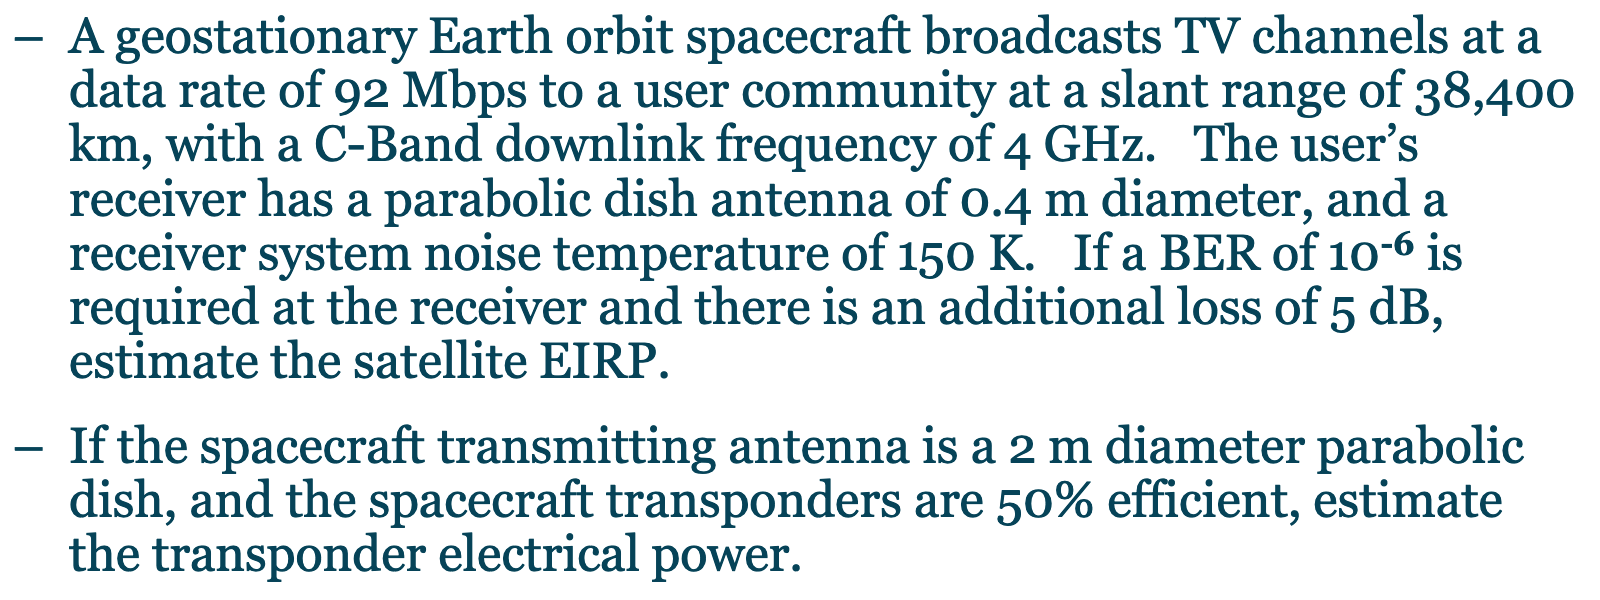 – A geostationary Earth orbit spacecraft broadcasts TV channels at a
data rate of 92 Mbps to a user community at a slant range of 38,400
km, with a C-Band downlink frequency of 4 GHz.   The user’s
receiver has a parabolic dish antenna of 0.4 m diameter, and a
receiver system noise temperature of 150 K.   If a BER of 10⁻⁶ is
required at the receiver and there is an additional loss of 5 dB,
estimate the satellite EIRP.
– If the spacecraft transmitting antenna is a 2 m diameter parabolic
dish, and the spacecraft transponders are 50% efficient, estimate
the transponder electrical power.